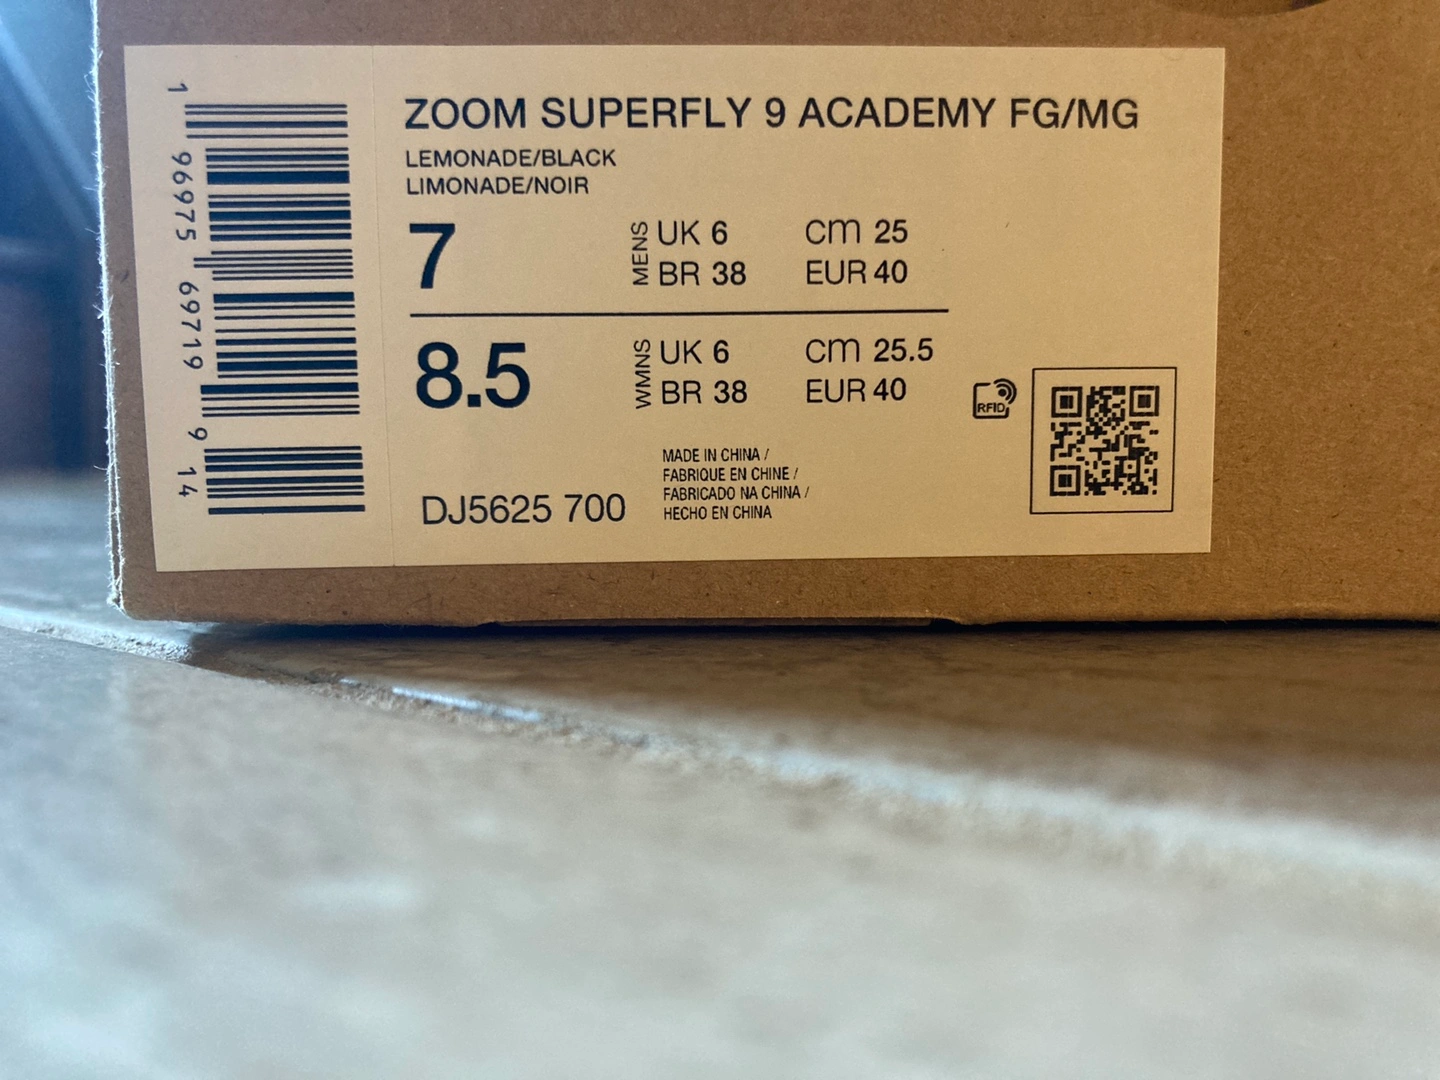 ZOOM SUPERFLY 9 ACADEMY FG/MG
LEMONADE/BLACK
LIMONADE/NOIR
7 MENS UK 6 CM 25
BR 38 EUR 40
8.5 WMNS UK 6 CM 25.5
BR 38 EUR 40
RFID
MADE IN CHINA /
FABRIQUE EN CHINE /
FABRICADO NA CHINA /
HECHO EN CHINA
DJ5625 700
1 96975 69719 9 14